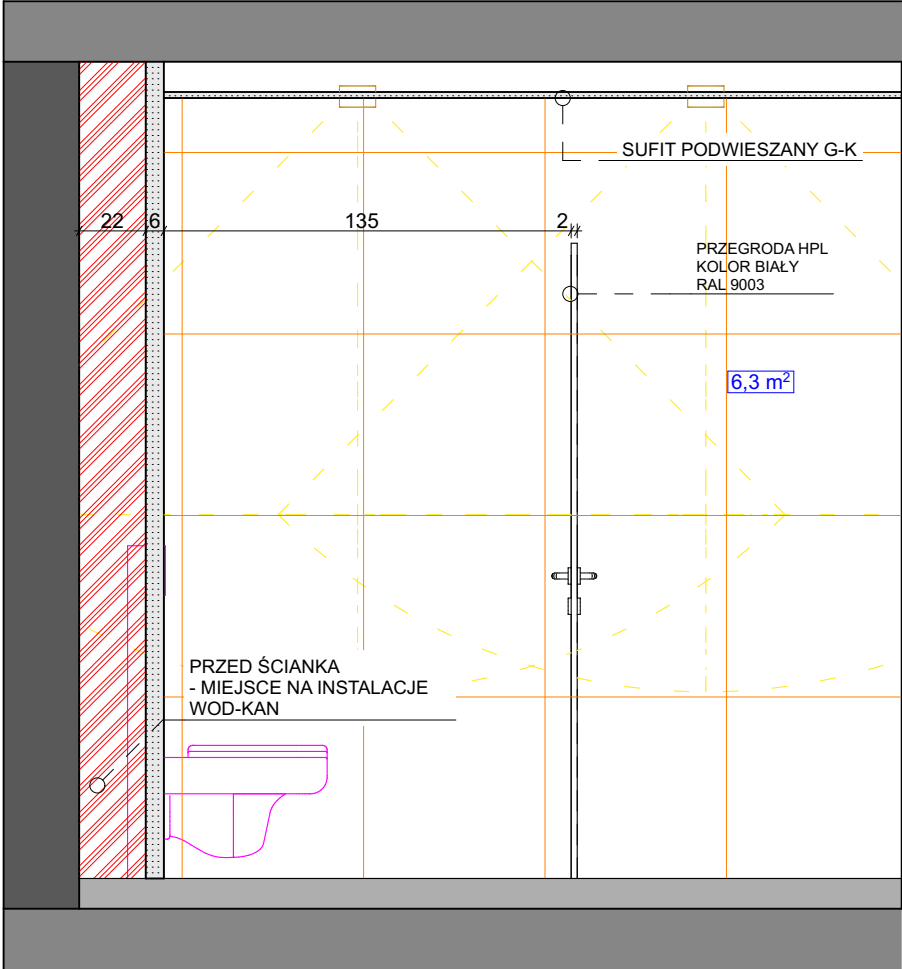 SUFIT PODWIESZANY G-K
22 6 135 2
PRZEGRODA HPL
KOLOR BIAŁY
RAL 9003
6,3 m²
PRZED ŚCIANKA
- MIEJSCE NA INSTALACJE
WOD-KAN